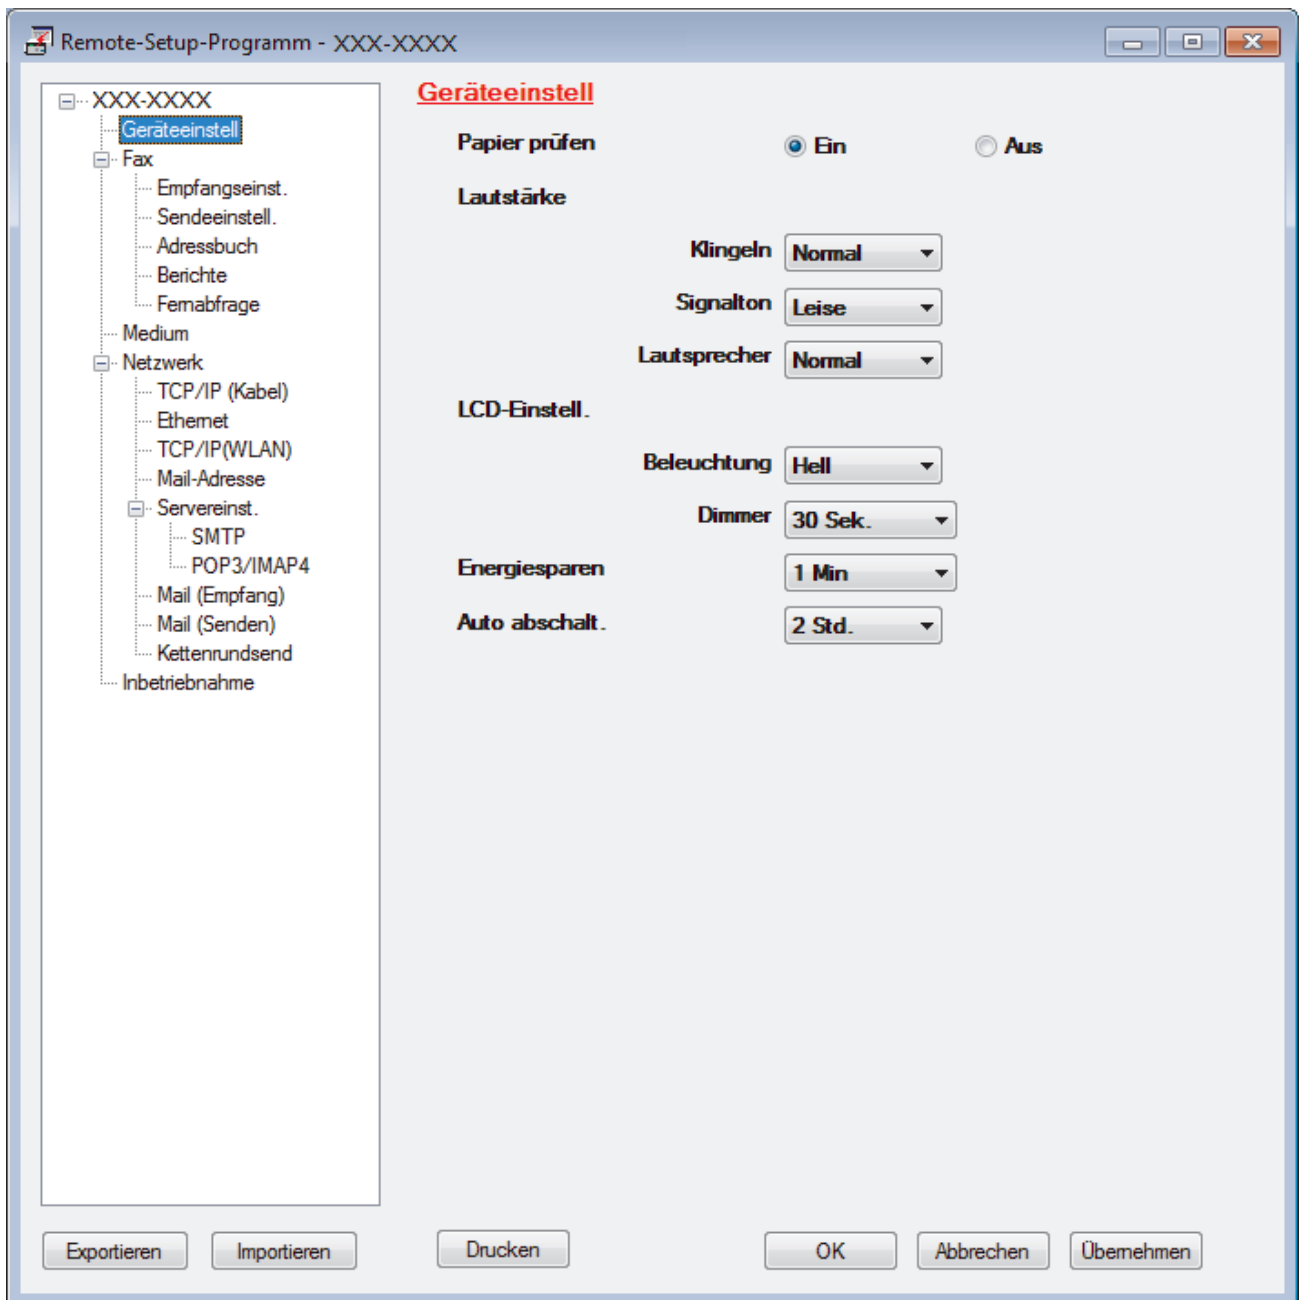 Remote-Setup-Programm - XXX-XXXX
XXX-XXXX
Geräteeinstell
Fax
Empfangseinst.
Sendeeinstell.
Adressbuch
Berichte
Fernabfrage
Medium
Netzwerk
TCP/IP (Kabel)
Ethernet
TCP/IP(WLAN)
Mail-Adresse
Servereinst.
SMTP
POP3/IMAP4
Mail (Empfang)
Mail (Senden)
Kettenrundsend
Inbetriebnahme
Geräteeinstell
Papier prüfen Ein Aus
Lautstärke
Klingeln Normal
Signalton Leise
Lautsprecher Normal
LCD-Einstell.
Beleuchtung Hell
Dimmer 30 Sek.
Energiesparen 1 Min
Auto abschalt. 2 Std.
Exportieren Importieren Drucken OK Abbrechen Übernehmen